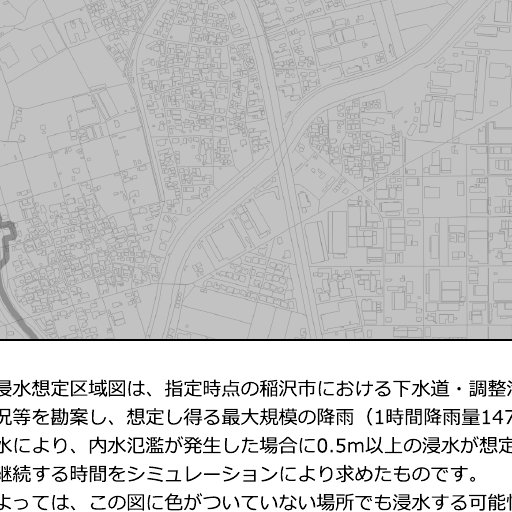 浸水想定区域図は、指定時点の稲沢市における下水道・調整
況等を勘案し、想定し得る最大規模の降雨（1時間降雨量147
水により、内水氾濫が発生した場合に0.5m以上の浸水が想定
継続する時間をシミュレーションにより求めたものです。
よっては、この図に色がついていない場所でも浸水する可能